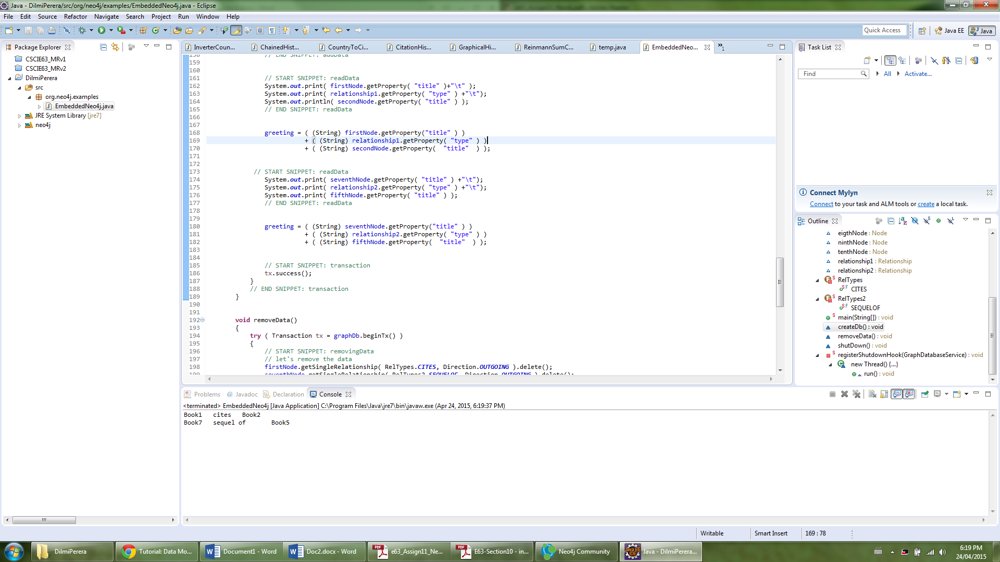 Java - DilmiPerera/src/org/neo4j/examples/EmbeddedNeo4j.java - Eclipse
File Edit Source Refactor Navigate Search Project Run Window Help
Quick Access Java EE Java
Package Explorer
CSCIE63_MRv1
CSCIE63_MRv2
DilmiPerera
src
org.neo4j.examples
EmbeddedNeo4j.java
JRE System Library [jre7]
neo4j
InverterCoun... ChainedHist... CountryToCi... CitationHis... GraphicalHi... ReinmannSumC... temp.java EmbeddedNeo... »1
158 // END SNIPPET: addData
159
160
161 // START SNIPPET: readData
162 System.out.print( firstNode.getProperty( "title" )+"\t" );
163 System.out.print( relationship1.getProperty( "type" ) +"\t");
164 System.out.println( secondNode.getProperty( "title" ) );
165 // END SNIPPET: readData
166
167
168 greeting = ( (String) firstNode.getProperty("title" ) )
169 + ( (String) relationship1.getProperty( "type" ) )
170 + ( (String) secondNode.getProperty( "title" ) );
171
172
173 // START SNIPPET: readData
174 System.out.print( seventhNode.getProperty( "title" ) +"\t");
175 System.out.print( relationship2.getProperty( "type" ) +"\t");
176 System.out.print( fifthNode.getProperty( "title" ) );
177 // END SNIPPET: readData
178
179
180 greeting = ( (String) seventhNode.getProperty("title" ) )
181 + ( (String) relationship2.getProperty( "type" ) )
182 + ( (String) fifthNode.getProperty( "title" ) );
183
184
185 // START SNIPPET: transaction
186 tx.success();
187 }
188 // END SNIPPET: transaction
189 }
190
191
192 void removeData()
193 {
194 try ( Transaction tx = graphDb.beginTx() )
195 {
196 // START SNIPPET: removingData
197 // let's remove the data
198 firstNode.getSingleRelationship( RelTypes.CITES, Direction.OUTGOING ).delete();
199 seventhNode.getSingleRelationship( RelTypes2.SEQUELOF, Direction.OUTGOING ).delete();
Task List
Find All Activate...
Connect Mylyn
Connect to your task and ALM tools or create a local task.
Outline
eigthNode : Node
ninthNode : Node
tenthNode : Node
relationship1 : Relationship
relationship2 : Relationship
RelTypes
CITES
RelTypes2
SEQUELOF
main(String[]) : void
createDb() : void
removeData() : void
shutDown() : void
registerShutdownHook(GraphDatabaseService) : void
new Thread() {...}
run() : void
Problems Javadoc Declaration Console
<terminated> EmbeddedNeo4j [Java Application] C:\Program Files\Java\jre7\bin\javaw.exe (Apr 24, 2015, 6:19:37 PM)
Book1 cites Book2
Book7 sequel of Book5
Writable Smart Insert 169 : 78
DilmiPerera Tutorial: Data Mo... Document1 - Word Doc2.docx - Word e63_Assign11_Ne... E63-Section10 - in... Neo4j Community Java - DilmiPerera...
6:19 PM
24/04/2015